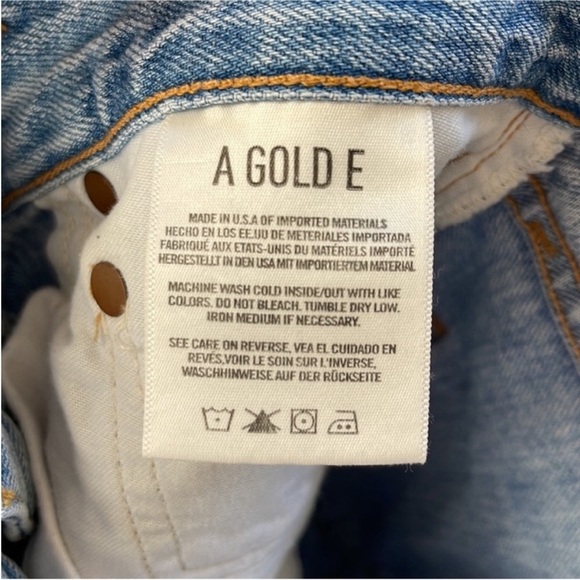 A GOLD E
MADE IN U.S.A OF IMPORTED MATERIALS
HECHO EN LOS EE.UU DE METERIALES IMPORTADA
FABRIQUÉ AUX ETATS-UNIS DU MATÉRIALS IMPORTÉ
HERGESTELLT IN DEN USA MIT IMPORTIERTEM MATERIAL
MACHINE WASH COLD INSIDE/OUT WITH LIKE
COLORS. DO NOT BLEACH. TUMBLE DRY LOW.
IRON MEDIUM IF NECESSARY.
SEE CARE ON REVERSE, VEA EL CUIDADO EN
REVÉS,VOIR LE SOIN SUR L'INVERSE,
WASCHHINWEISE AUF DER RÜCKSEITE